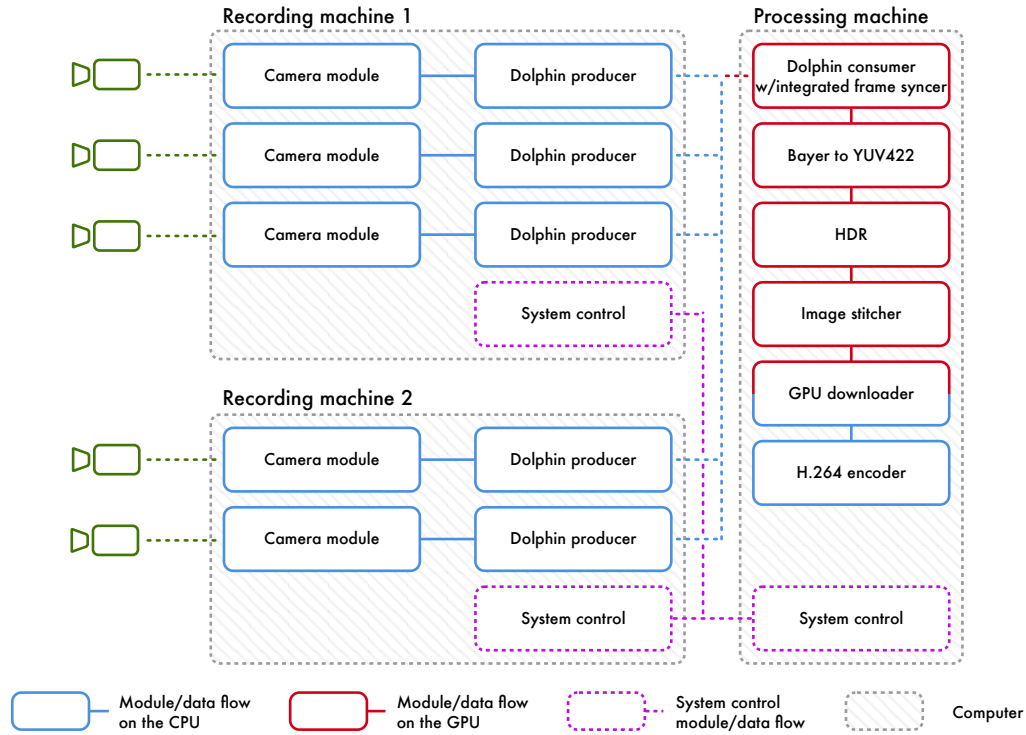 Recording machine 1
Camera module
Dolphin producer
Camera module
Dolphin producer
Camera module
Dolphin producer
System control
Recording machine 2
Camera module
Dolphin producer
Camera module
Dolphin producer
System control
Processing machine
Dolphin consumer
w/integrated frame syncer
Bayer to YUV422
HDR
Image stitcher
GPU downloader
H.264 encoder
System control
Module/data flow
on the CPU
Module/data flow
on the GPU
System control
module/data flow
Computer